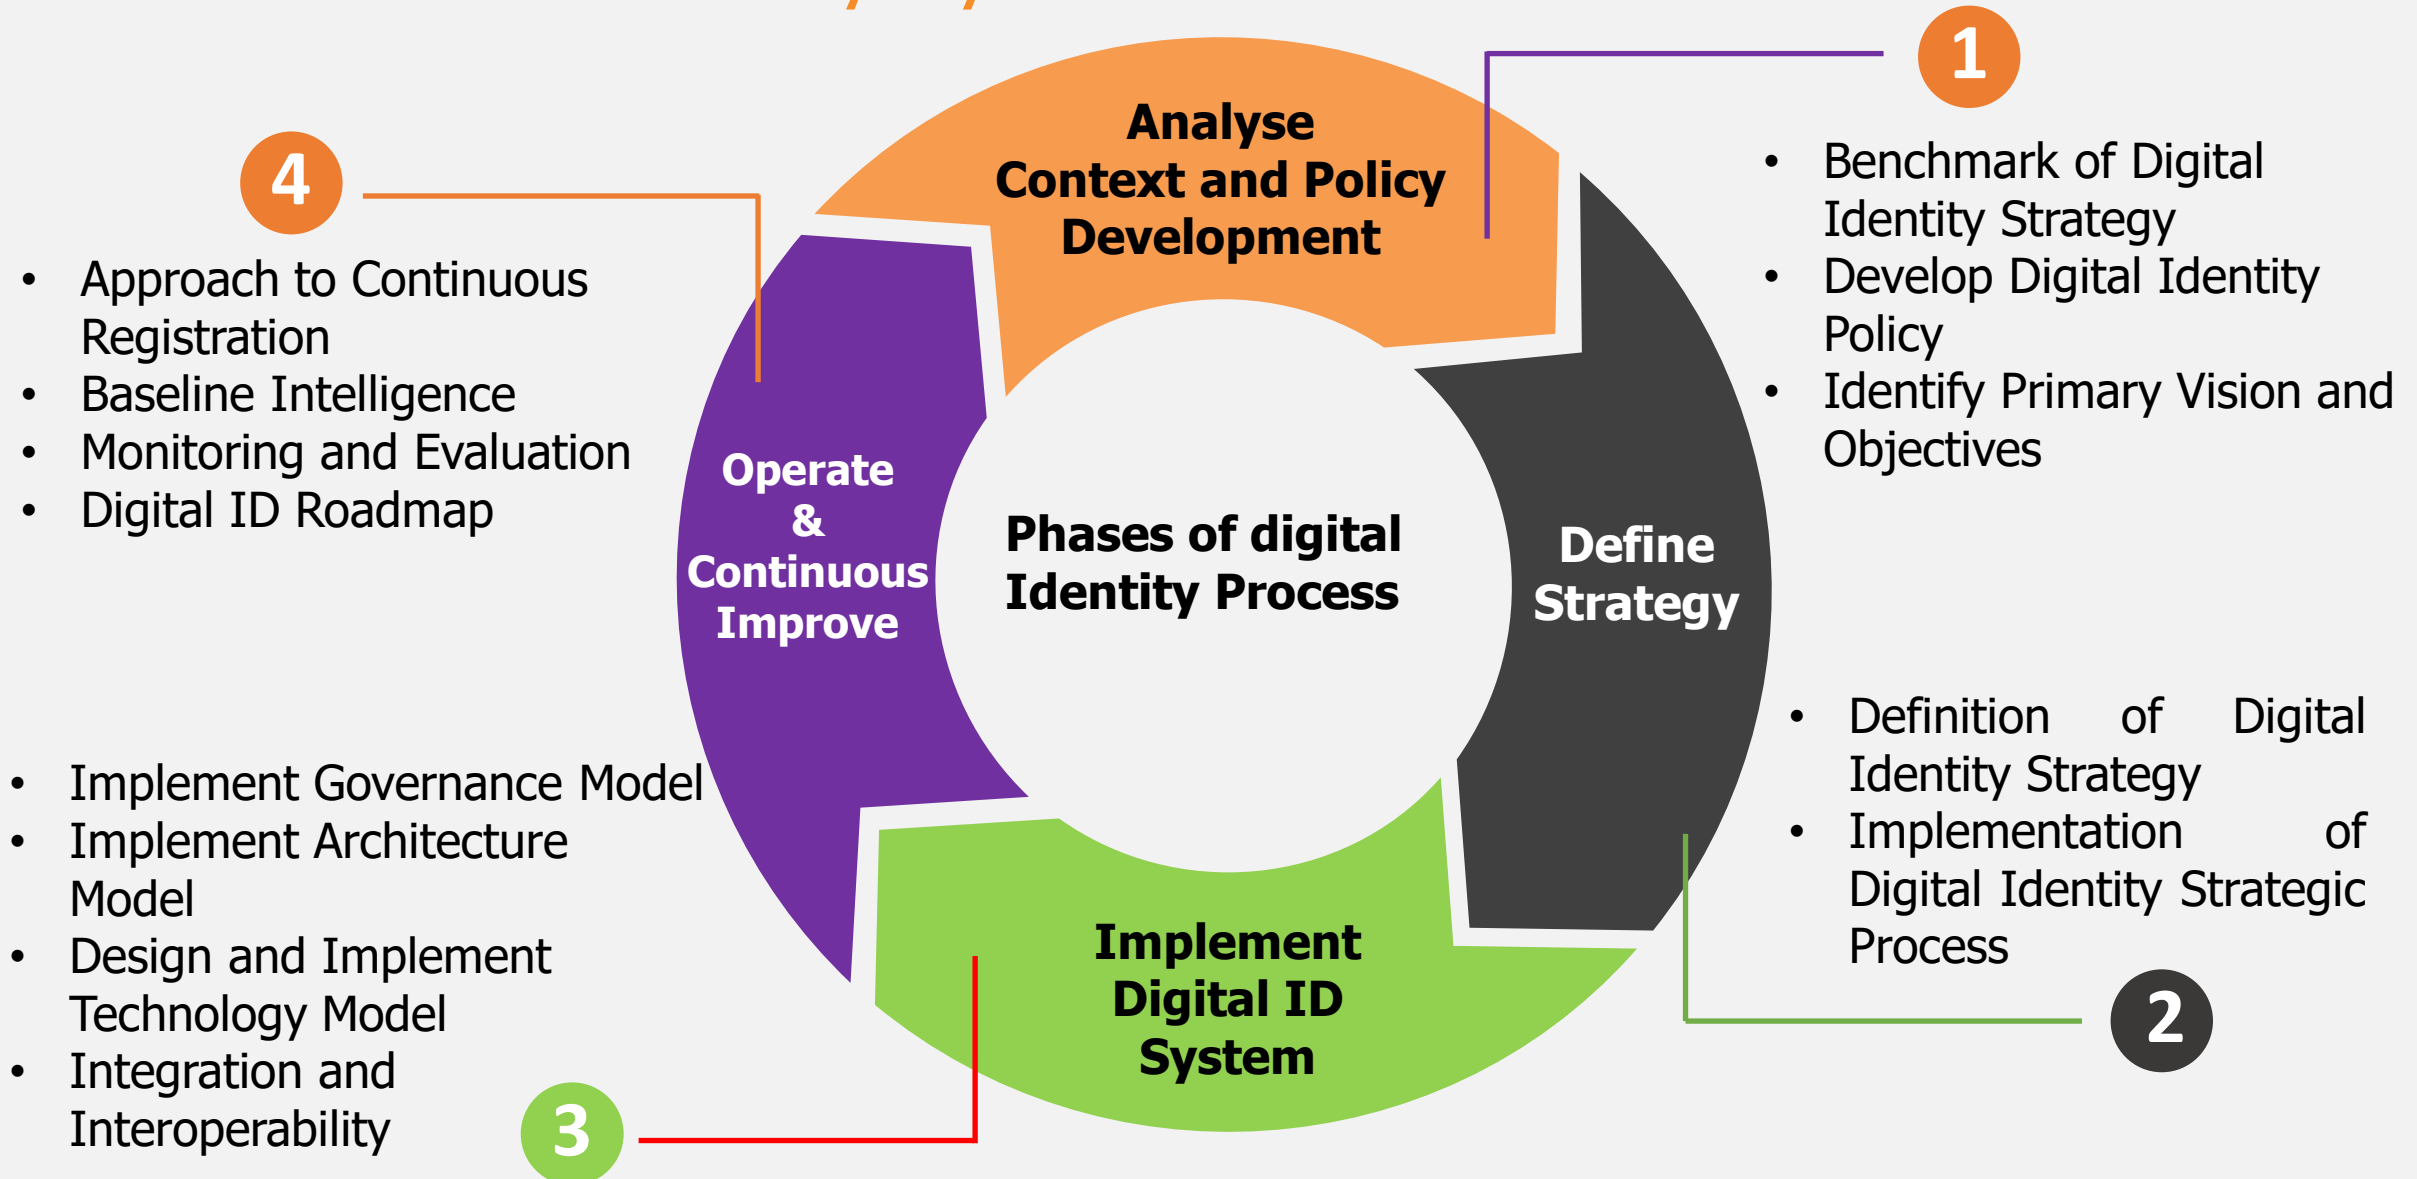 1
Analyse
Context and Policy
Development
• Benchmark of Digital
Identity Strategy
• Develop Digital Identity
Policy
• Identify Primary Vision and
Objectives
4
• Approach to Continuous
Registration
• Baseline Intelligence
• Monitoring and Evaluation
• Digital ID Roadmap
Operate
&
Continuous
Improve
Phases of digital
Identity Process
Define
Strategy
• Definition of Digital
Identity Strategy
• Implementation of
Digital Identity Strategic
Process
2
• Implement Governance Model
• Implement Architecture
Model
• Design and Implement
Technology Model
• Integration and
Interoperability
3
Implement
Digital ID
System